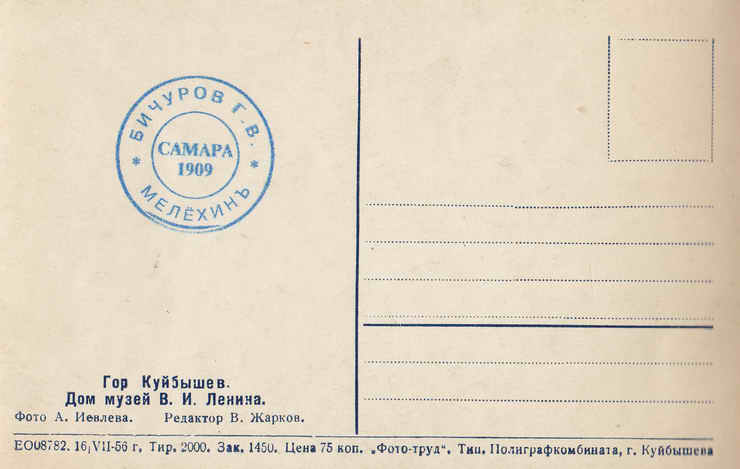 БИЧУРОВ Г. В.
САМАРА
1909
МЕЛЁХИНЪ
Гор Куйбышев.
Дом музей В. И. Ленина.
Фото А. Иевлева. Редактор В. Жарков.
ЕО08782. 16/VII-56 г. Тир. 2000. Зак. 1450. Цена 75 коп. „Фото-труд“. Тип. Полиграфкомбината, г. Куйбышева